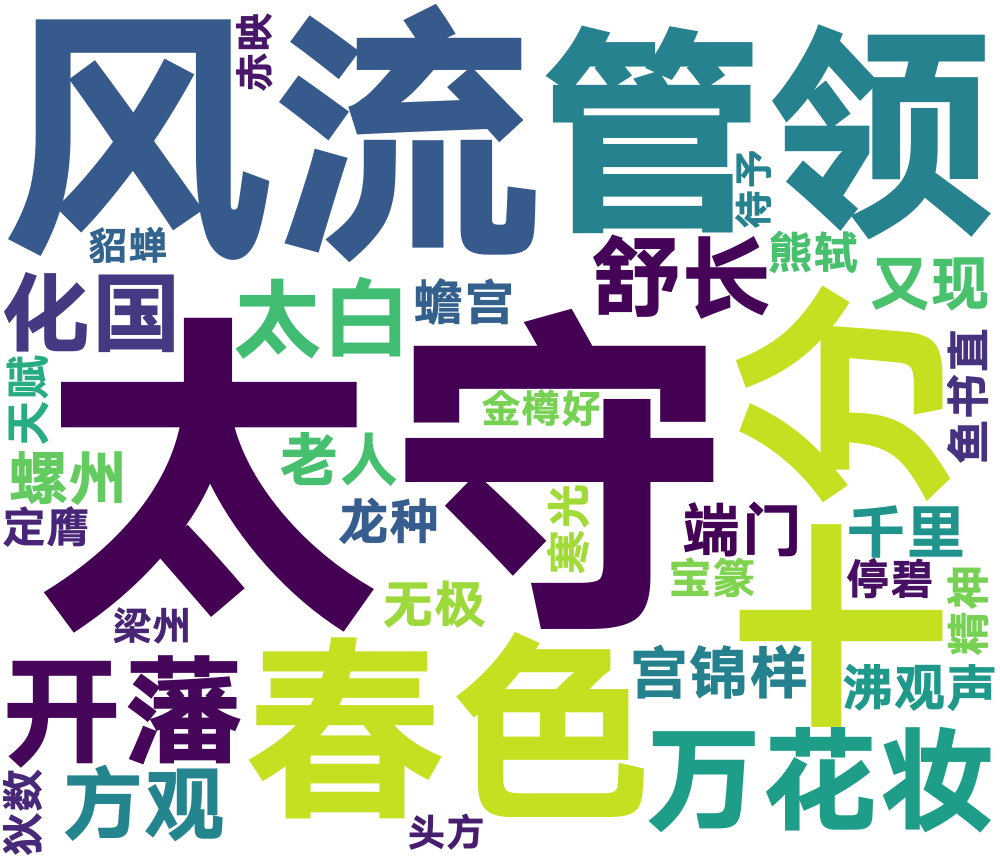 风流
赤映
管领
待予
貂蝉
舒长
熊轼
又现
化国
太白
蟾宫
十分
鱼书直
天赋
太守
金樽好
老人
螺州
定膺
龙种
寒光
端门
千里
宝篆
停碧
无极
精神
梁州
开藩
春色
宫锦样
沸观声
万花妆
狄数
方观
头方